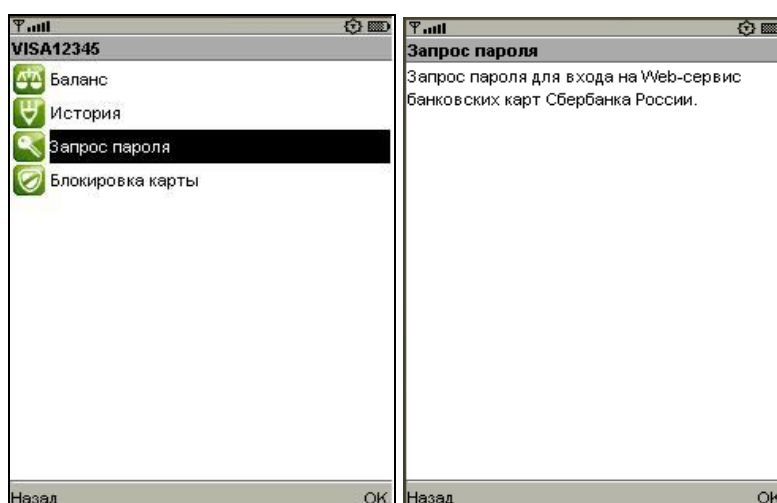 VISA12345
Баланс
История
Запрос пароля
Блокировка карты
Назад
OK
Запрос пароля
Запрос пароля для входа на Web-сервис
банковских карт Сбербанка России.
Назад
OK